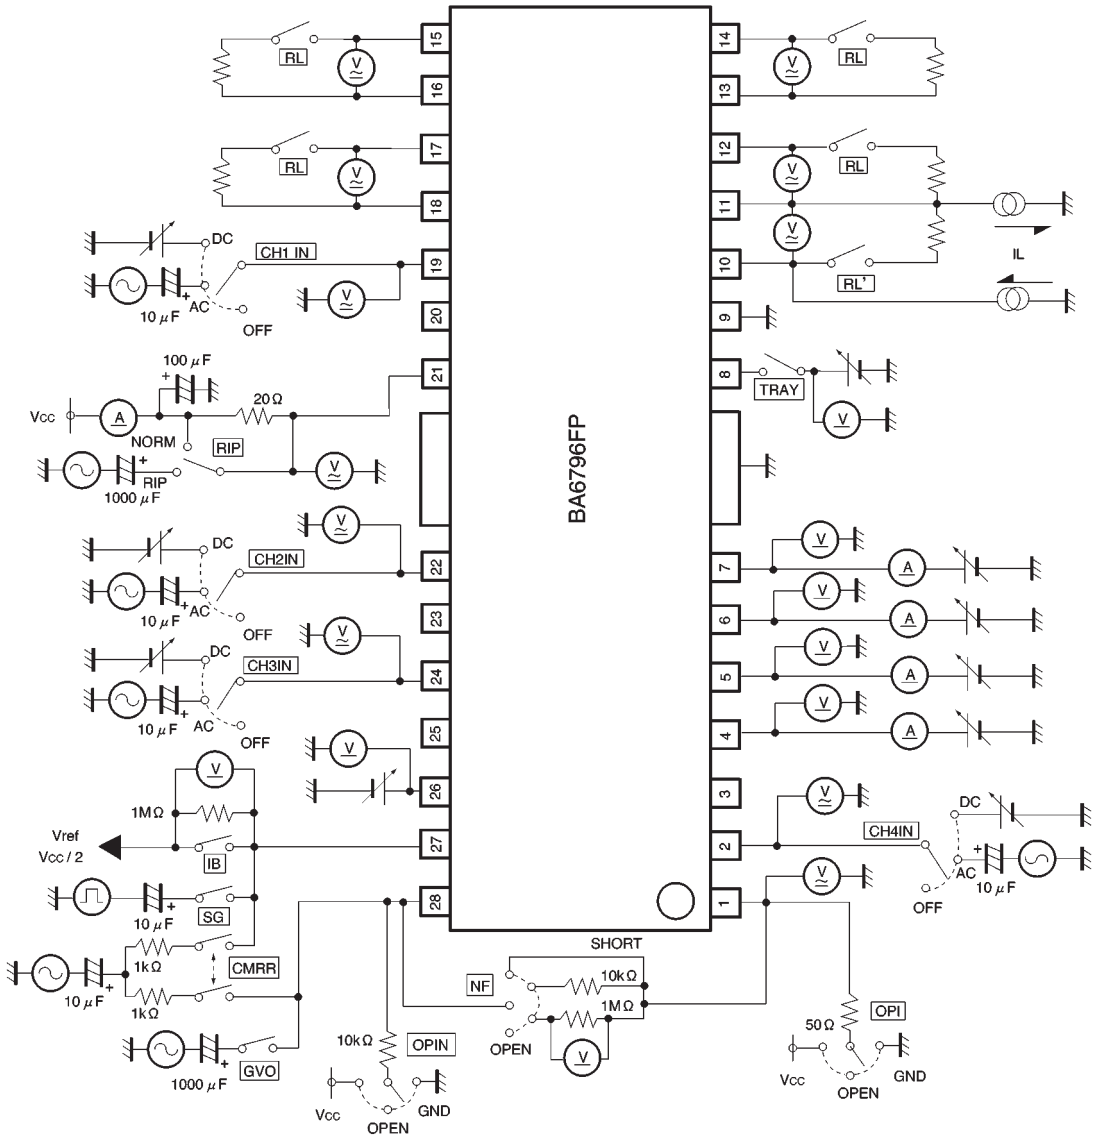 15
14
RL
V
V
RL
16
13
17
12
RL
V
V
RL
18
11
DC
CH1 IN
19
V
10
IL
RL'
V
AC
10 μF
OFF
20
9
100 μF
21
8
TRAY
20Ω
Vcc
A
V
NORM
RIP
RIP
V
1000 μF
BA6796FP
V
V
DC
CH2IN
22
7
A
AC
10 μF
OFF
V
23
6
A
V
V
DC
CH3IN
24
5
A
AC
10 μF
OFF
V
25
4
A
V
V
26
3
1MΩ
V
DC
Vref
Vcc / 2
IB
27
2
CH4IN
AC
10 μF
OFF
V
SG
10 μF
28
1
SHORT
1kΩ
CMRR
10 μF
1kΩ
NF
10kΩ
1MΩ
OPEN
V
50Ω
OPI
10kΩ
OPIN
GVO
1000 μF
Vcc
GND
OPEN
Vcc
GND
OPEN